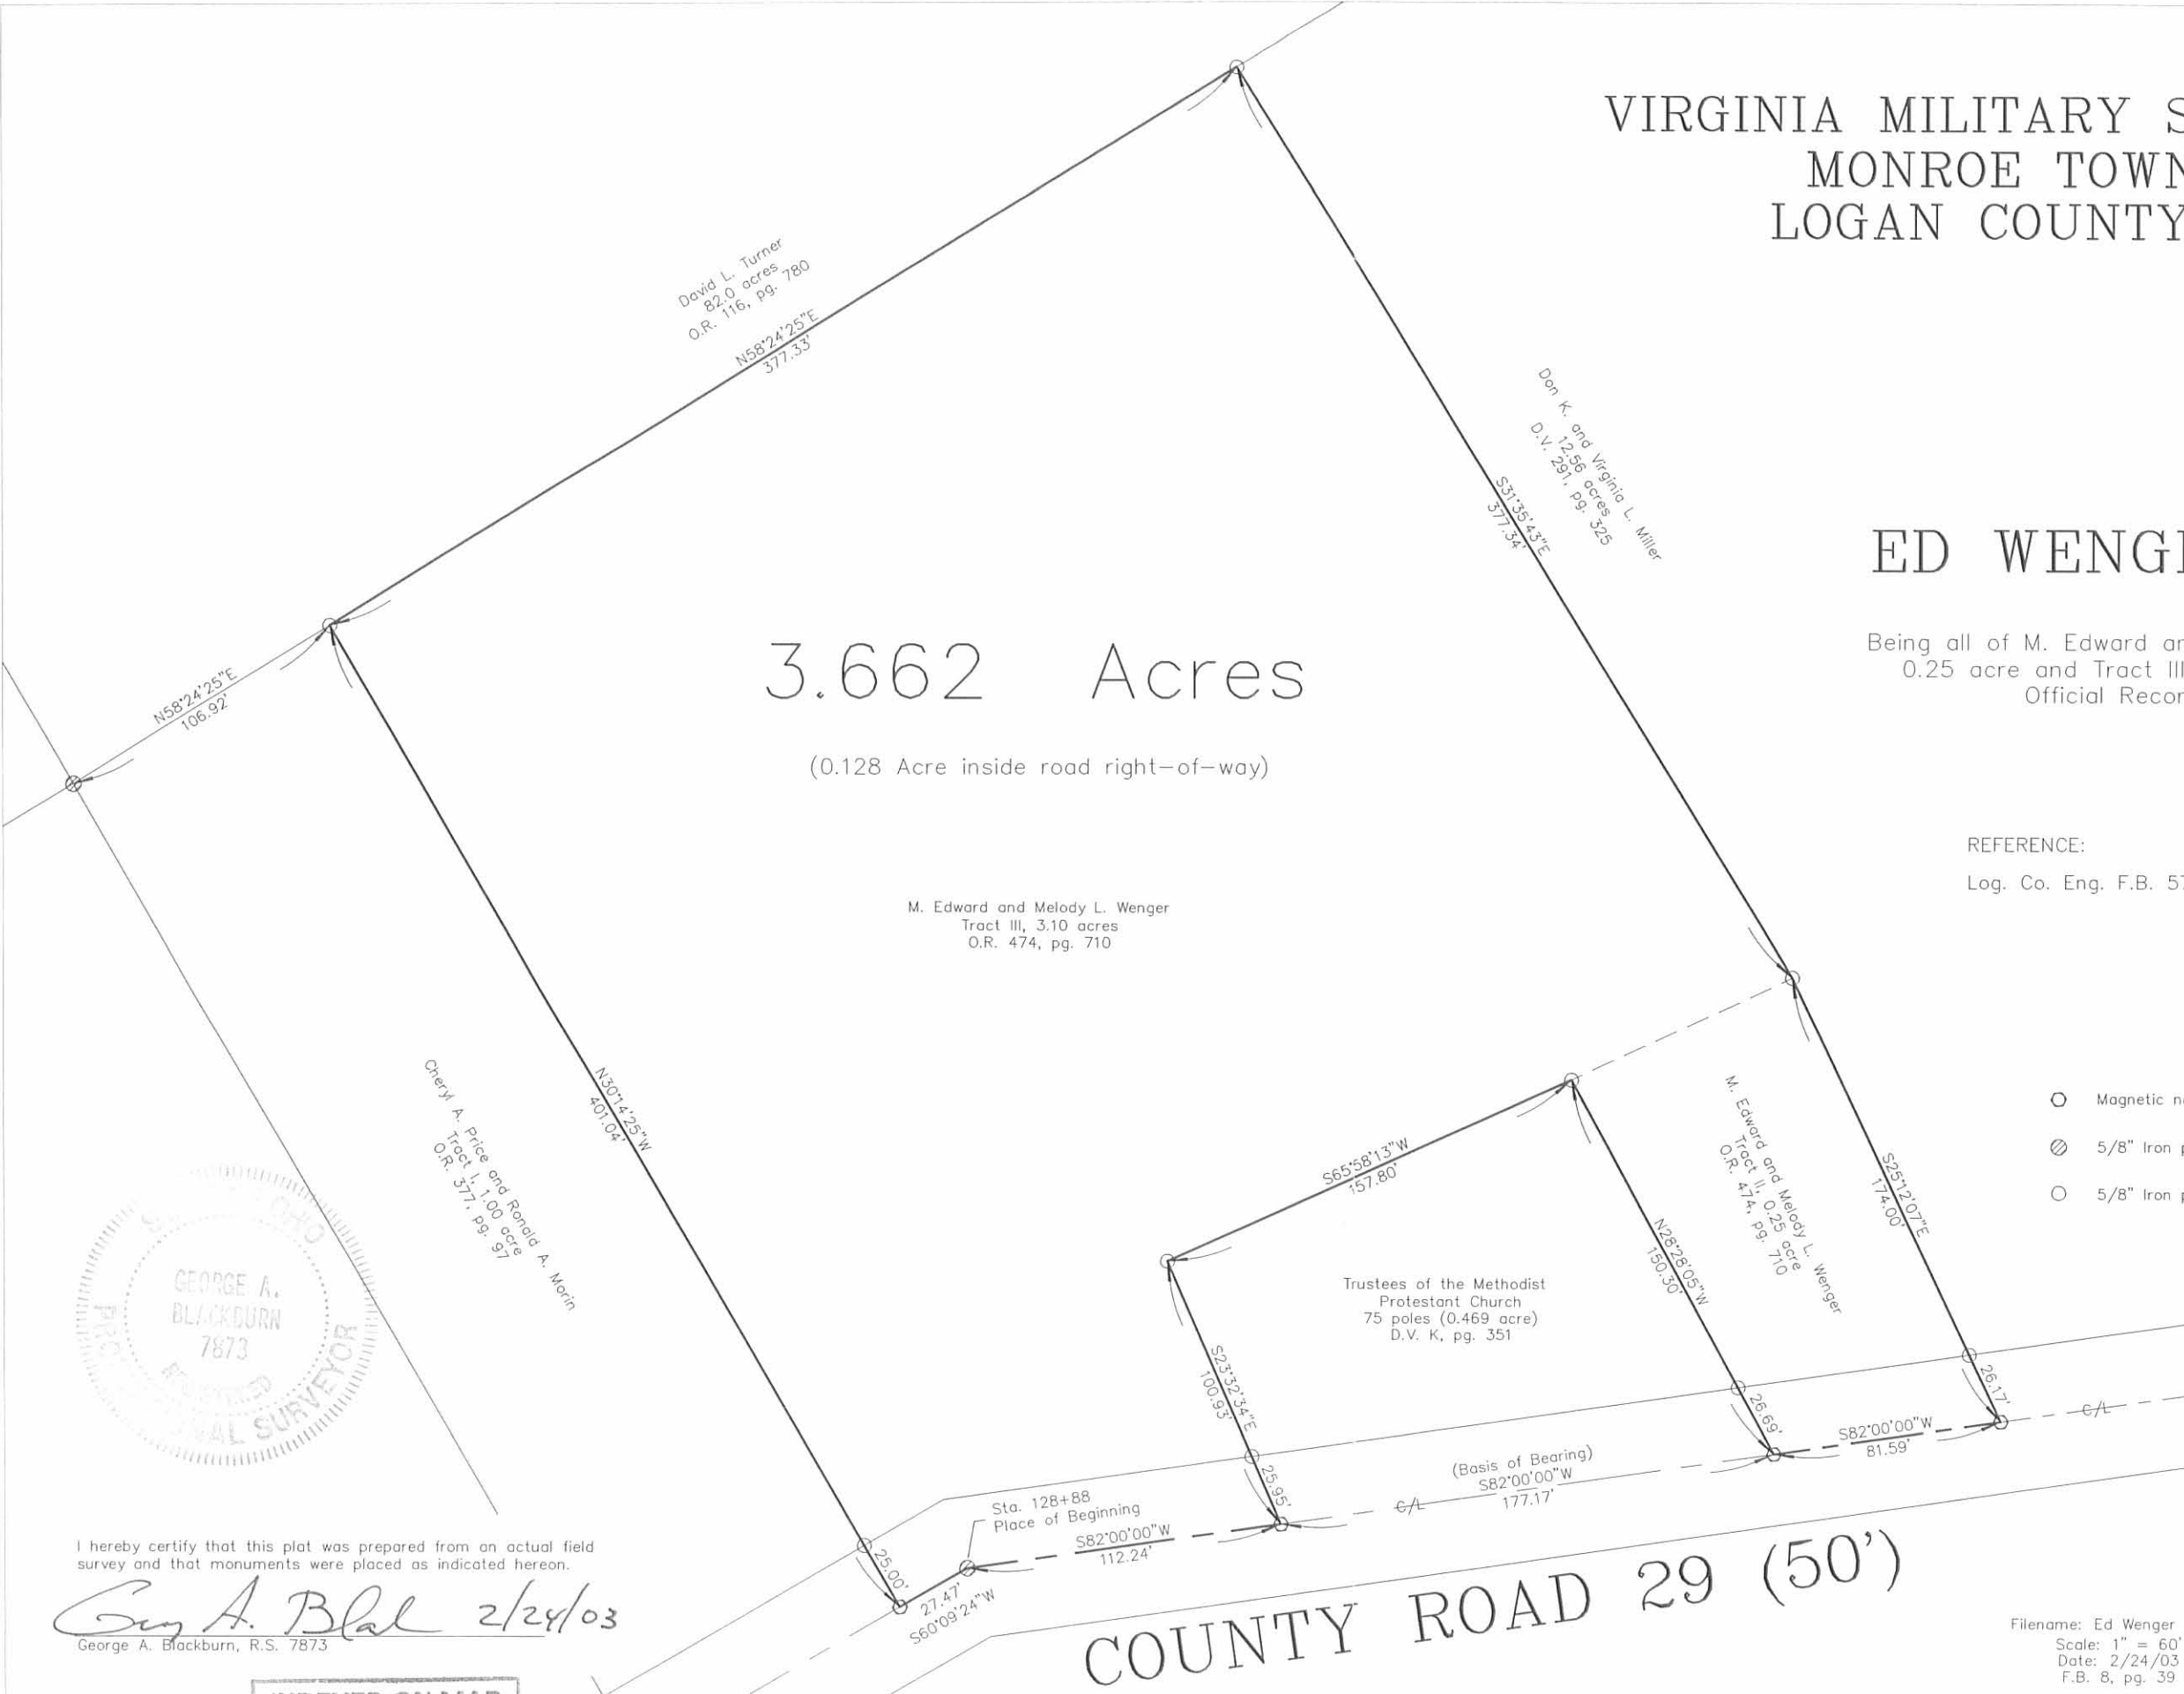 VIRGINIA MILITARY S
MONROE TOWN
LOGAN COUNTY
David L. Turner
82.0 acres
O.R. 116, pg. 780
N58°24'25"E
377.33'
Don K. and Virginia L. Miller
12.56 acres
D.V. 291, pg. 325
S31°35'43"E
377.34'
ED WENG
Being all of M. Edward an
0.25 acre and Tract III
Official Recor
3.662 Acres
(0.128 Acre inside road right-of-way)
N58°24'25"E
106.92'
REFERENCE:
Log. Co. Eng. F.B. 57
M. Edward and Melody L. Wenger
Tract III, 3.10 acres
O.R. 474, pg. 710
Cheryl A. Price and Ronald A. Morin
Tract I, 1.00 acre
O.R. 377, pg. 97
N30°14'25"W
401.04'
S65°58'13"W
157.80'
M. Edward and Melody L. Wenger
Tract II, 0.25 acre
O.R. 474, pg. 710
S25°12'07"E
174.00'
Magnetic n
5/8" Iron p
5/8" Iron p
N28°28'05"W
150.30'
Trustees of the Methodist
Protestant Church
75 poles (0.469 acre)
D.V. K, pg. 351
S23°32'34"E
100.93'
GEORGE A.
BLACKBURN
7873
OHIO
REGISTERED
SURVEYOR
26.17'
26.69'
S82°00'00"W
81.59'
C/L
(Basis of Bearing)
S82°00'00"W
177.17'
C/L
25.95'
Sta. 128+88
Place of Beginning
S82°00'00"W
112.24'
25.00'
27.47'
S60°09'24"W
COUNTY ROAD 29 (50')
I hereby certify that this plat was prepared from an actual field
survey and that monuments were placed as indicated hereon.
2/24/03
George A. Blackburn, R.S. 7873
Filename: Ed Wenger
Scale: 1" = 60'
Date: 2/24/03
F.B. 8, pg. 39